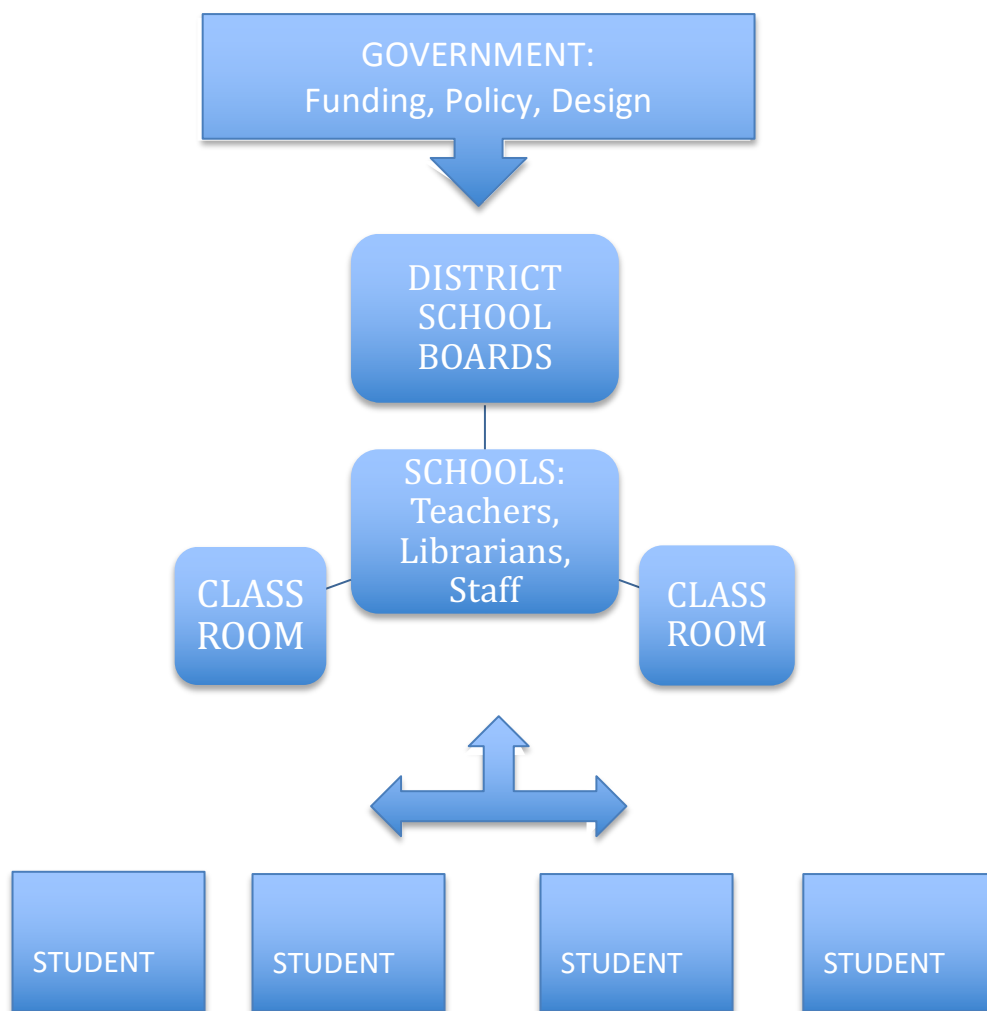 GOVERNMENT:
Funding, Policy, Design
DISTRICT
SCHOOL
BOARDS
SCHOOLS:
Teachers,
Librarians,
Staff
CLASS
ROOM
CLASS
ROOM
STUDENT
STUDENT
STUDENT
STUDENT